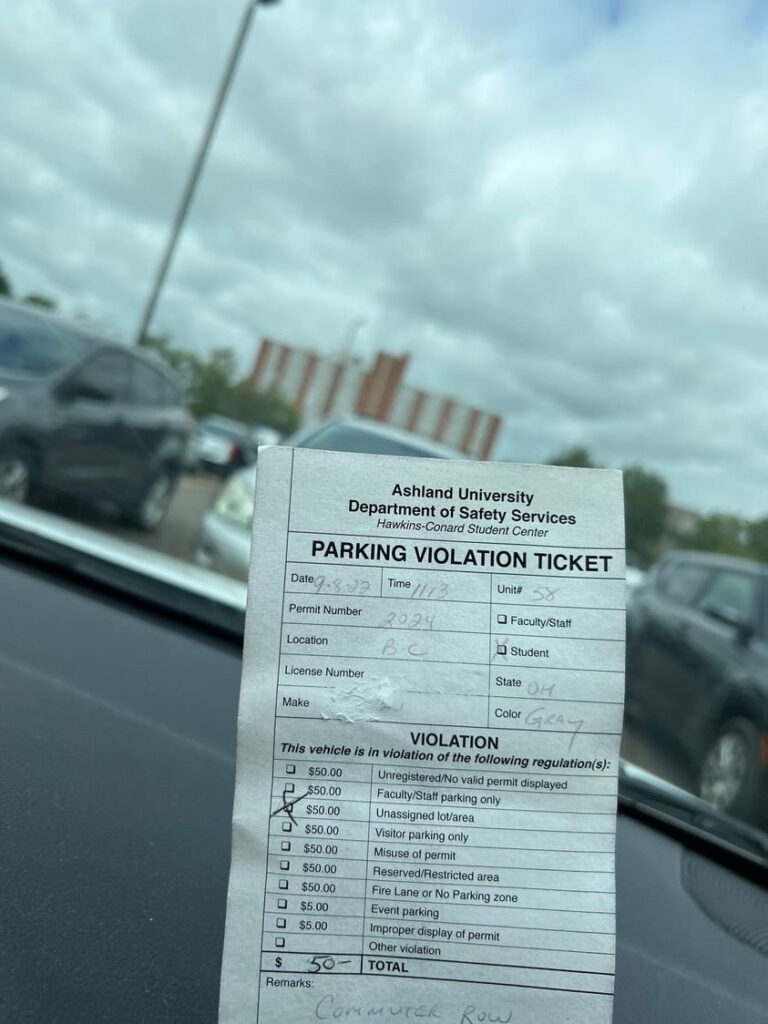 Ashland University
Department of Safety Services
Hawkins-Conard Student Center
PARKING VIOLATION TICKET
Date 9-8-22 Time 1113 Unit# 58
Permit Number 2024 Faculty/Staff
Location BC Student
License Number State OH
Make Color GRAY
VIOLATION
This vehicle is in violation of the following regulation(s):
$50.00 Unregistered/No valid permit displayed
$50.00 Faculty/Staff parking only
$50.00 Unassigned lot/area
$50.00 Visitor parking only
$50.00 Misuse of permit
$50.00 Reserved/Restricted area
$50.00 Fire Lane or No Parking zone
$5.00 Event parking
$5.00 Improper display of permit
Other violation
$ 50- TOTAL
Remarks:
COMMUTER ROW